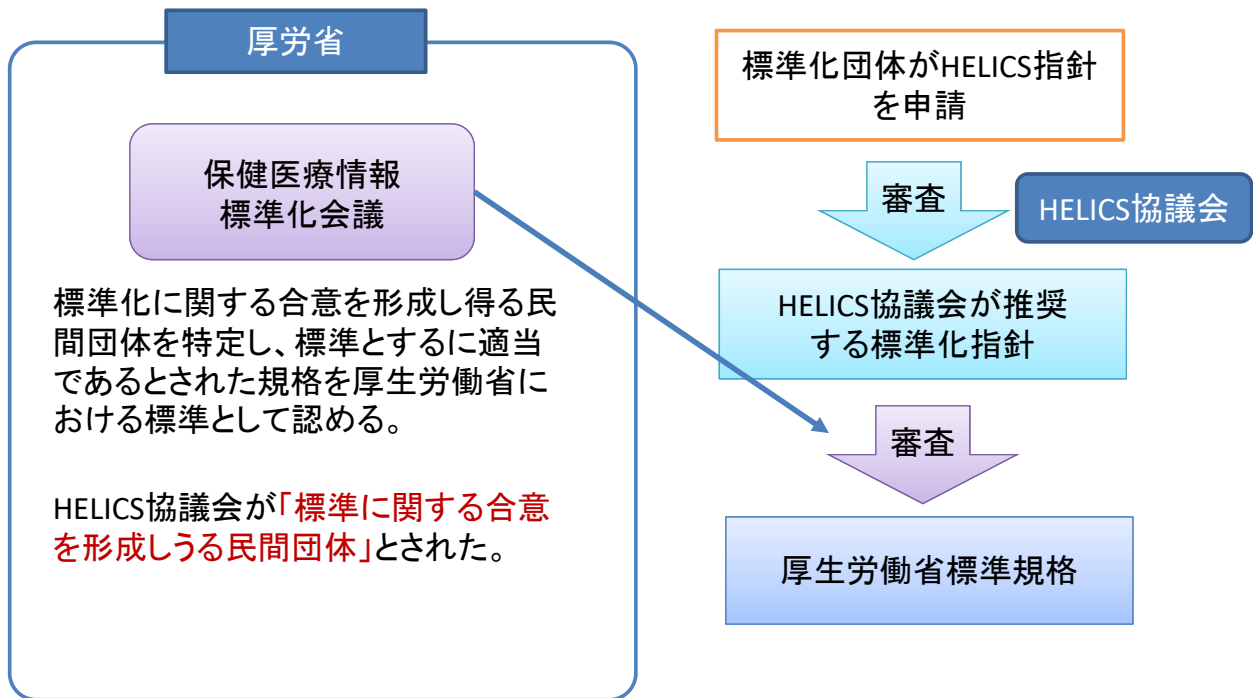 厚労省
保健医療情報
標準化会議
標準化に関する合意を形成し得る民
間団体を特定し、標準とするに適当
であるとされた規格を厚生労働省に
おける標準として認める。
HELICS協議会が「標準に関する合意
を形成しうる民間団体」とされた。
標準化団体がHELICS指針
を申請
審査
HELICS協議会
HELICS協議会が推奨
する標準化指針
審査
厚生労働省標準規格